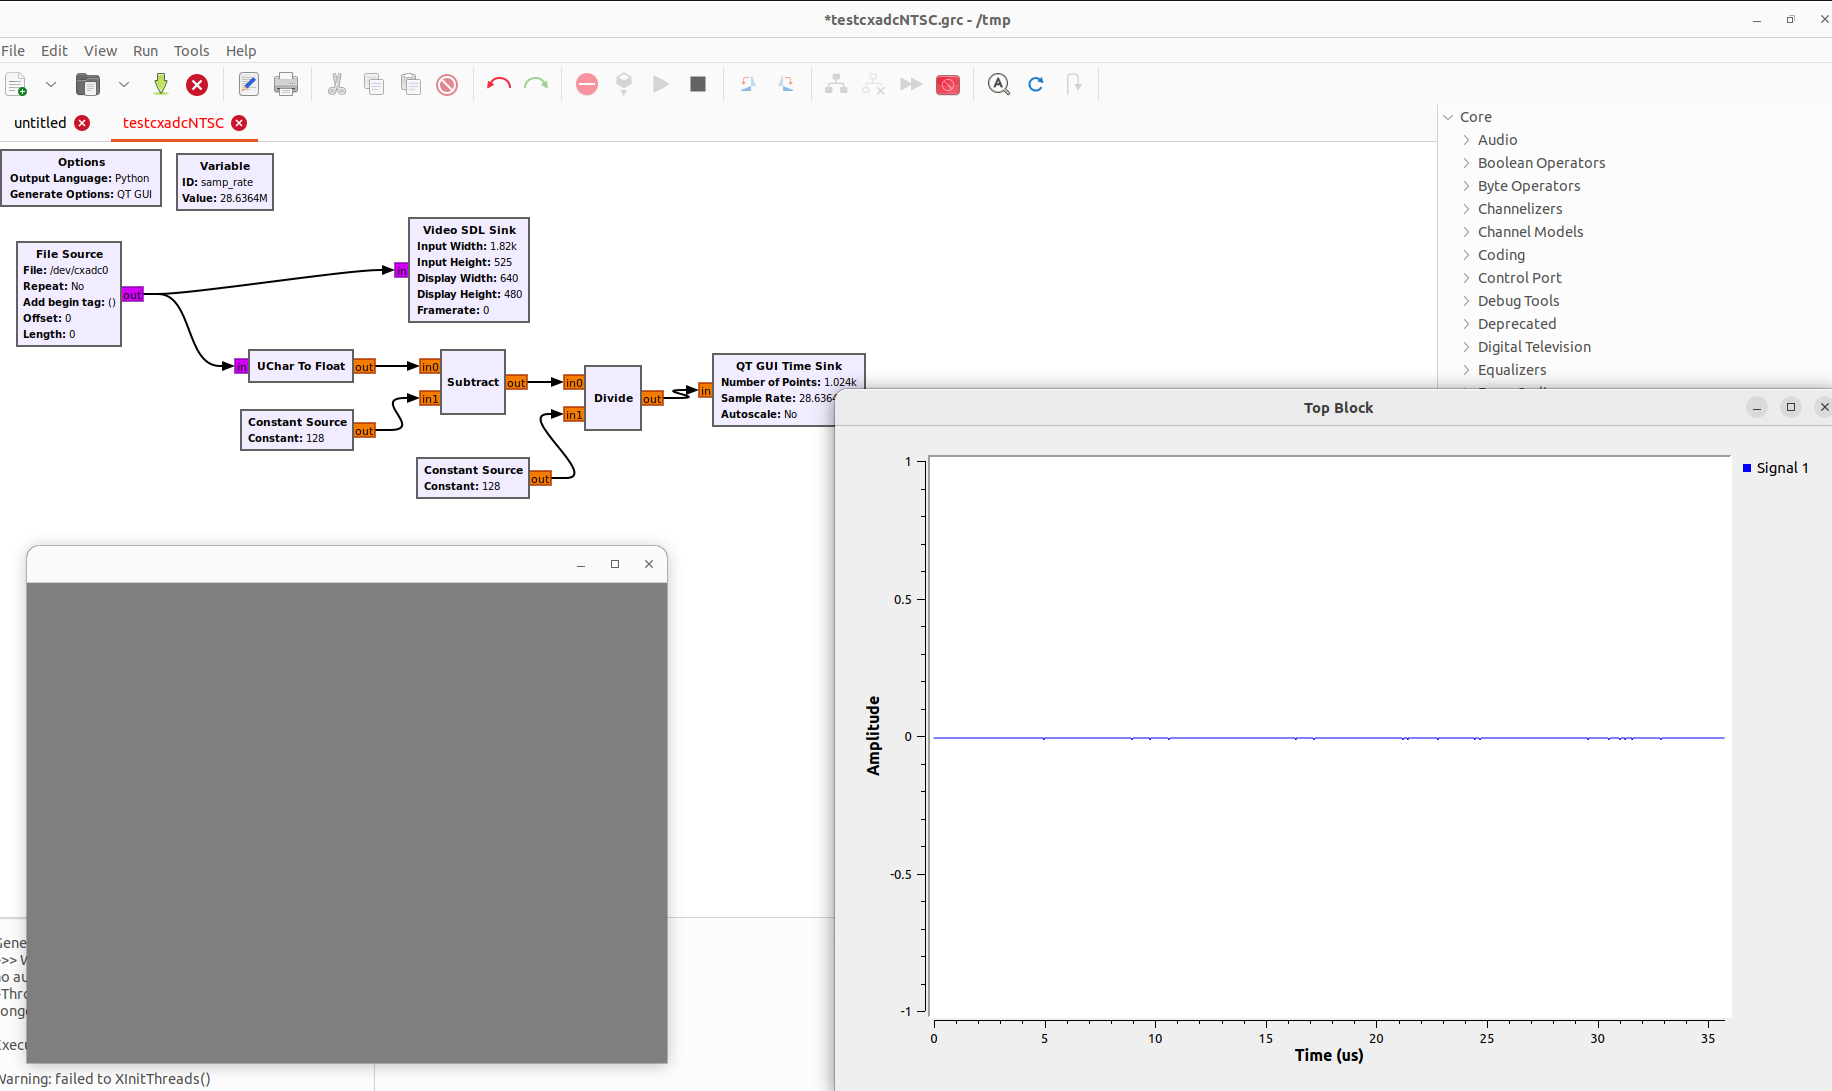 *testcxadcNTSC.grc - /tmp
File Edit View Run Tools Help
untitled
testcxadcNTSC
Options
Output Language: Python
Generate Options: QT GUI
Variable
ID: samp_rate
Value: 28.6364M
File Source
File: /dev/cxadc0
Repeat: No
Add begin tag: ()
Offset: 0
Length: 0
out
Video SDL Sink
Input Width: 1.82k
Input Height: 525
Display Width: 640
Display Height: 480
Framerate: 0
in
in
UChar To Float
out
in0
in1
Subtract
out
Constant Source
Constant: 128
out
in0
in1
Divide
out
Constant Source
Constant: 128
out
in
QT GUI Time Sink
Number of Points: 1.024k
Sample Rate: 28.636
Autoscale: No
Core
Audio
Boolean Operators
Byte Operators
Channelizers
Channel Models
Coding
Control Port
Debug Tools
Deprecated
Digital Television
Equalizers
Top Block
Signal 1
1
0.5
0
-0.5
-1
Amplitude
0 5 10 15 20 25 30 35
Time (us)
Warning: failed to XInitThreads()